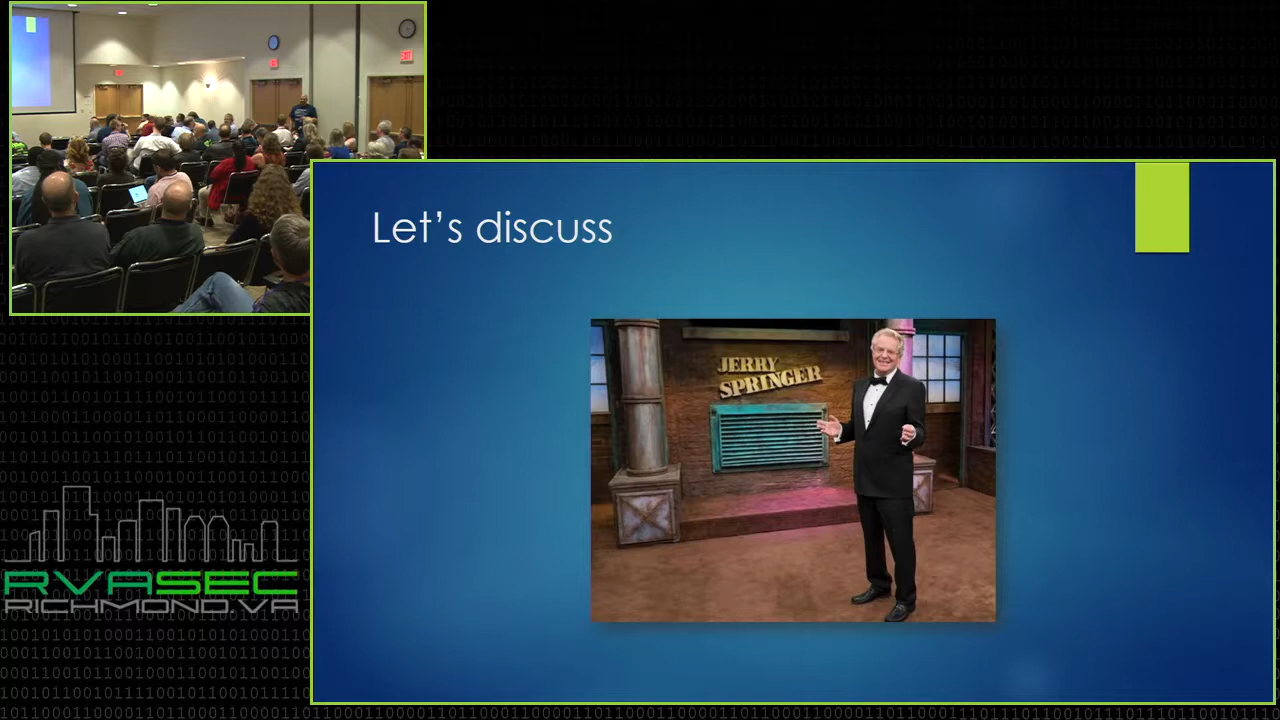 Let's discuss
JERRY
SPRINGER
RVASEC
RICHMOND.VA